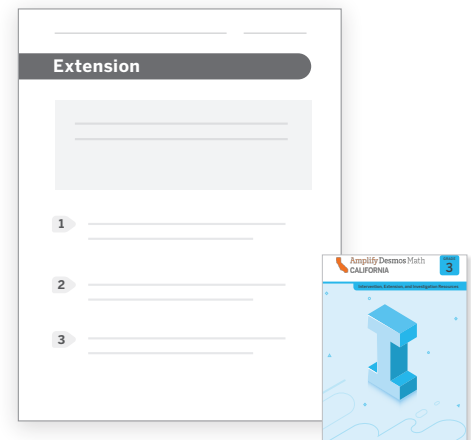 Extension
1
2
3
Amplify Desmos Math
CALIFORNIA
GRADE
3
Intervention, Extension, and Investigation Resources